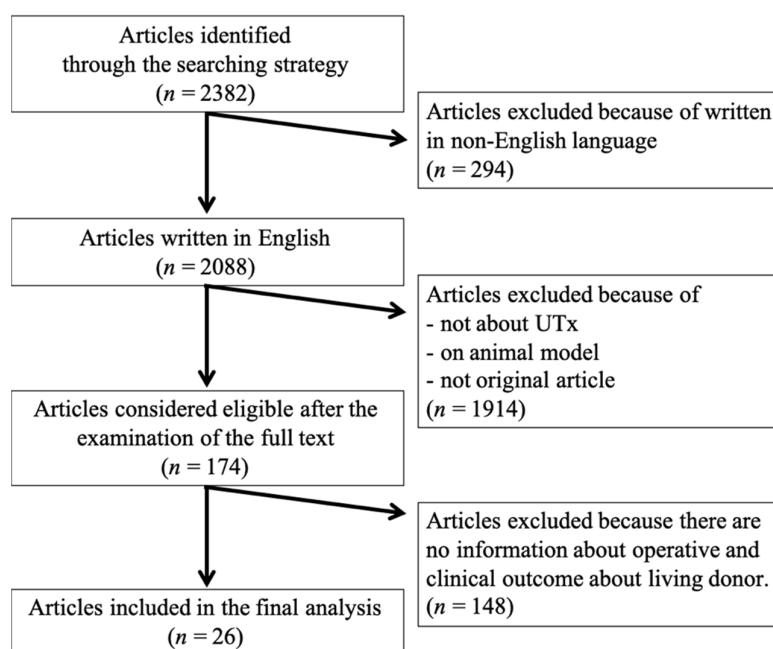 Articles identified
through the searching strategy
(n = 2382)
Articles excluded because of written
in non-English language
(n = 294)
Articles written in English
(n = 2088)
Articles excluded because of
- not about UTx
- on animal model
- not original article
(n = 1914)
Articles considered eligible after the
examination of the full text
(n = 174)
Articles excluded because there are
no information about operative and
clinical outcome about living donor.
(n = 148)
Articles included in the final analysis
(n = 26)